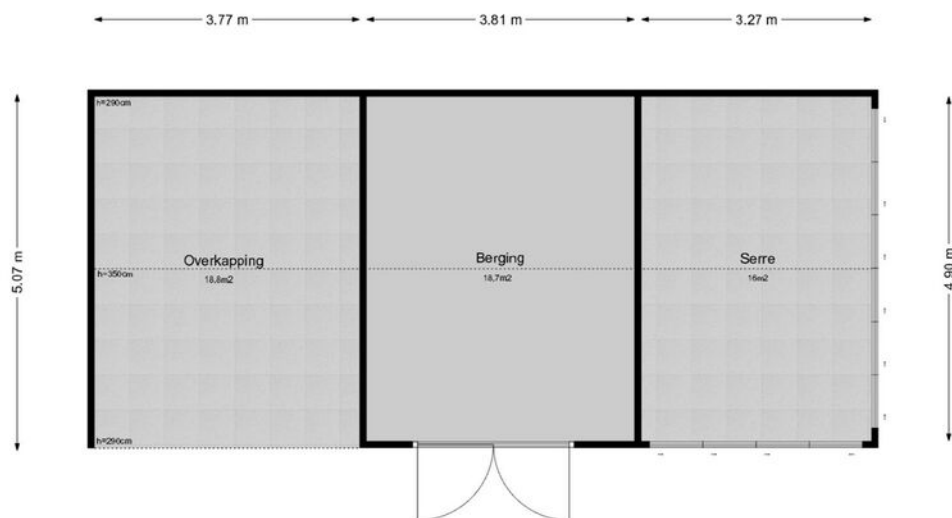 3.77 m
3.81 m
3.27 m
h=290cm
5.07 m
4.90 m
Overkapping
18.8m2
Berging
18.7m2
Serre
16m2
h=350cm
h=290cm